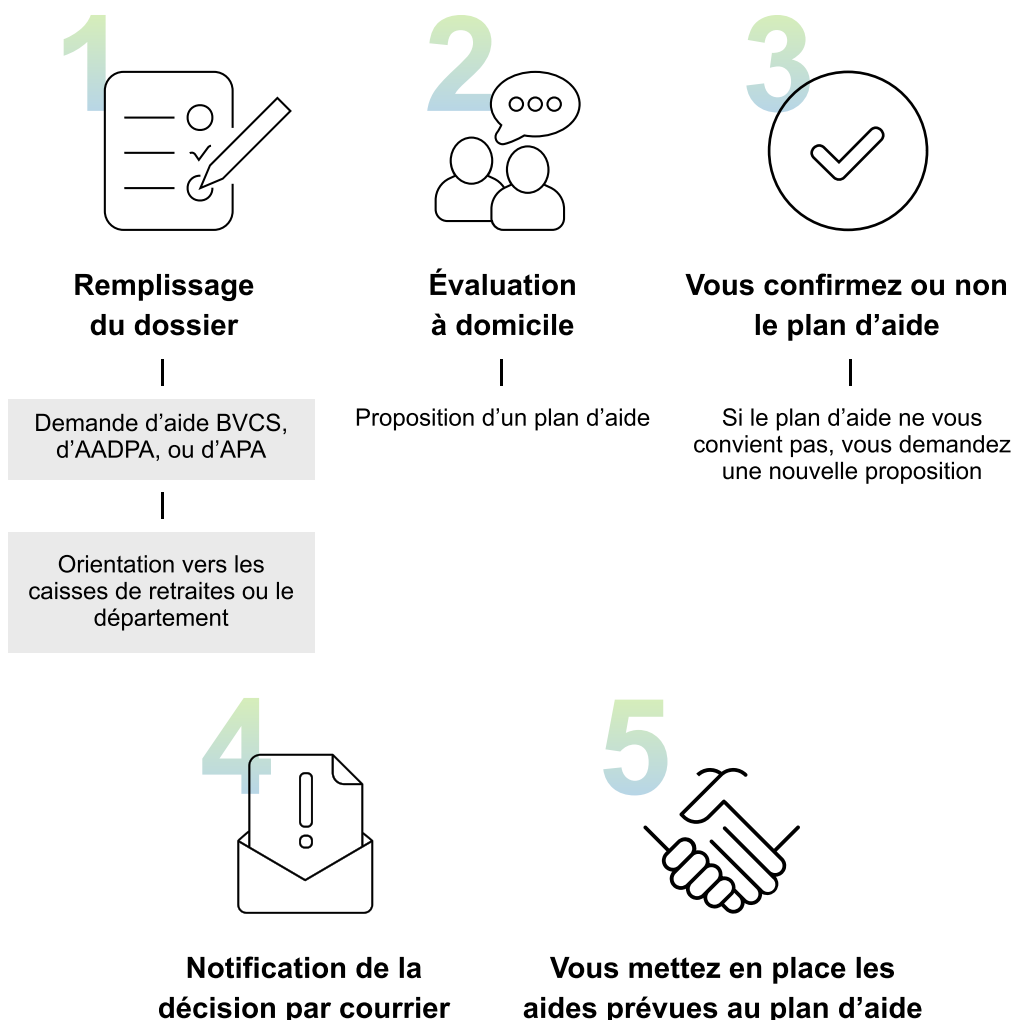 1
Remplissage
du dossier
Demande d’aide BVCS,
d’AADPA, ou d’APA
Orientation vers les
caisses de retraites ou le
département
2
Évaluation
à domicile
Proposition d’un plan d’aide
3
Vous confirmez ou non
le plan d’aide
Si le plan d’aide ne vous
convient pas, vous demandez
une nouvelle proposition
4
Notification de la
décision par courrier
5
Vous mettez en place les
aides prévues au plan d’aide